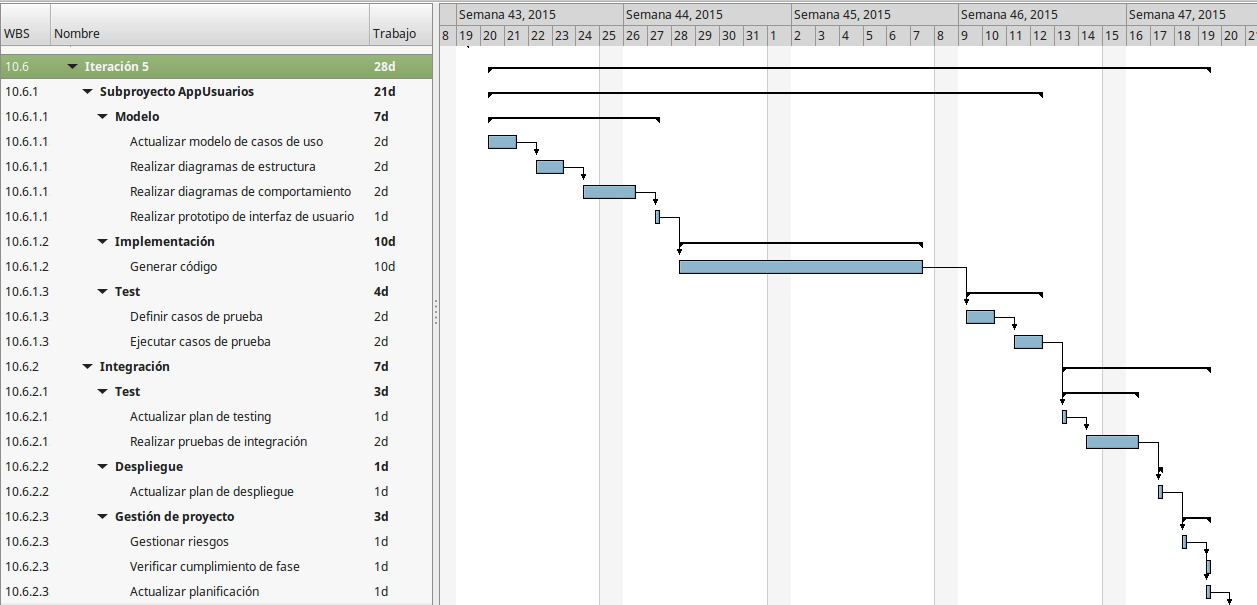 Semana 43, 2015 Semana 44, 2015 Semana 45, 2015 Semana 46, 2015 Semana 47, 2015
WBS Nombre Trabajo 8 19 20 21 22 23 24 25 26 27 28 29 30 31 1 2 3 4 5 6 7 8 9 10 11 12 13 14 15 16 17 18 19 20 21
10.6 Iteración 5 28d
10.6.1 Subproyecto AppUsuarios 21d
10.6.1.1 Modelo 7d
10.6.1.1 Actualizar modelo de casos de uso 2d
10.6.1.1 Realizar diagramas de estructura 2d
10.6.1.1 Realizar diagramas de comportamiento 2d
10.6.1.1 Realizar prototipo de interfaz de usuario 1d
10.6.1.2 Implementación 10d
10.6.1.2 Generar código 10d
10.6.1.3 Test 4d
10.6.1.3 Definir casos de prueba 2d
10.6.1.3 Ejecutar casos de prueba 2d
10.6.2 Integración 7d
10.6.2.1 Test 3d
10.6.2.1 Actualizar plan de testing 1d
10.6.2.1 Realizar pruebas de integración 2d
10.6.2.2 Despliegue 1d
10.6.2.2 Actualizar plan de despliegue 1d
10.6.2.3 Gestión de proyecto 3d
10.6.2.3 Gestionar riesgos 1d
10.6.2.3 Verificar cumplimiento de fase 1d
10.6.2.3 Actualizar planificación 1d